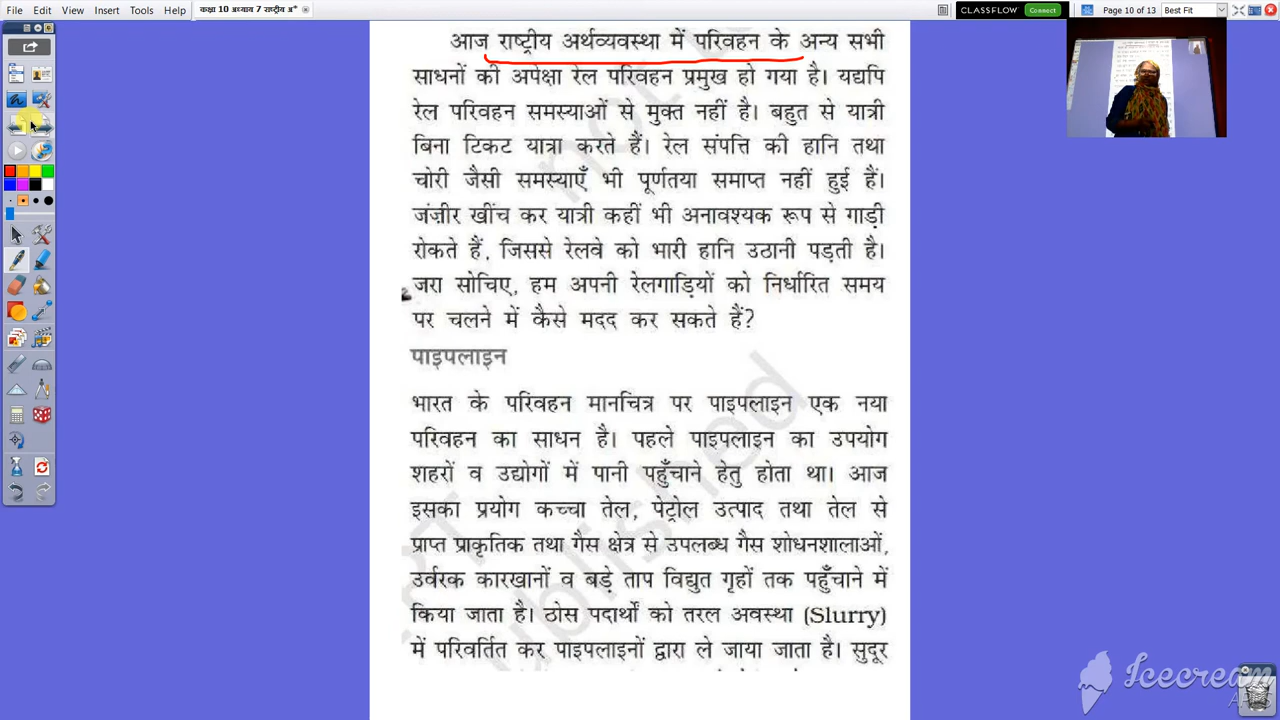 File Edit View Insert Tools Help कक्षा 10 अध्याय 7 राष्ट्रीय अ* CLASSFLOW Connect Page 10 of 13 Best Fit
आज राष्ट्रीय अर्थव्यवस्था में परिवहन के अन्य सभी
साधनों की अपेक्षा रेल परिवहन प्रमुख हो गया है। यद्यपि
रेल परिवहन समस्याओं से मुक्त नहीं है। बहुत से यात्री
बिना टिकट यात्रा करते हैं। रेल संपत्ति की हानि तथा
चोरी जैसी समस्याएँ भी पूर्णतया समाप्त नहीं हुई हैं।
जंज़ीर खींच कर यात्री कहीं भी अनावश्यक रूप से गाड़ी
रोकते हैं, जिससे रेलवे को भारी हानि उठानी पड़ती है।
जरा सोचिए, हम अपनी रेलगाड़ियों को निर्धारित समय
पर चलने में कैसे मदद कर सकते हैं?
पाइपलाइन
भारत के परिवहन मानचित्र पर पाइपलाइन एक नया
परिवहन का साधन है। पहले पाइपलाइन का उपयोग
शहरों व उद्योगों में पानी पहुँचाने हेतु होता था। आज
इसका प्रयोग कच्चा तेल, पेट्रोल उत्पाद तथा तेल से
प्राप्त प्राकृतिक तथा गैस क्षेत्र से उपलब्ध गैस शोधनशालाओं,
उर्वरक कारखानों व बड़े ताप विद्युत गृहों तक पहुँचाने में
किया जाता है। ठोस पदार्थों को तरल अवस्था (Slurry)
में परिवर्तित कर पाइपलाइनों द्वारा ले जाया जाता है। सुदूर
Icecream
APPS